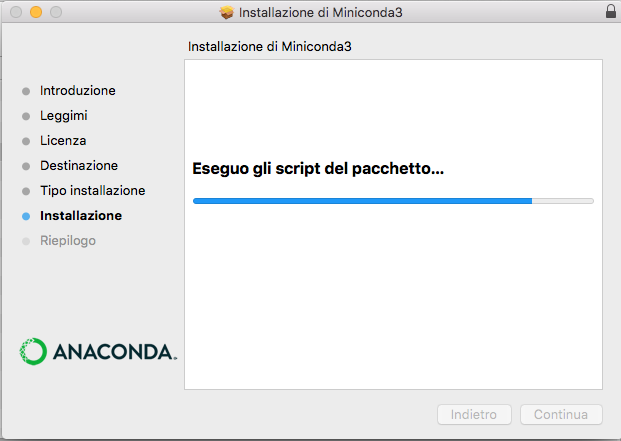 Installazione di Miniconda3
Installazione di Miniconda3
Introduzione
Leggimi
Licenza
Destinazione
Tipo installazione
Installazione
Riepilogo
Eseguo gli script del pacchetto...
ANACONDA.
Indietro
Continua